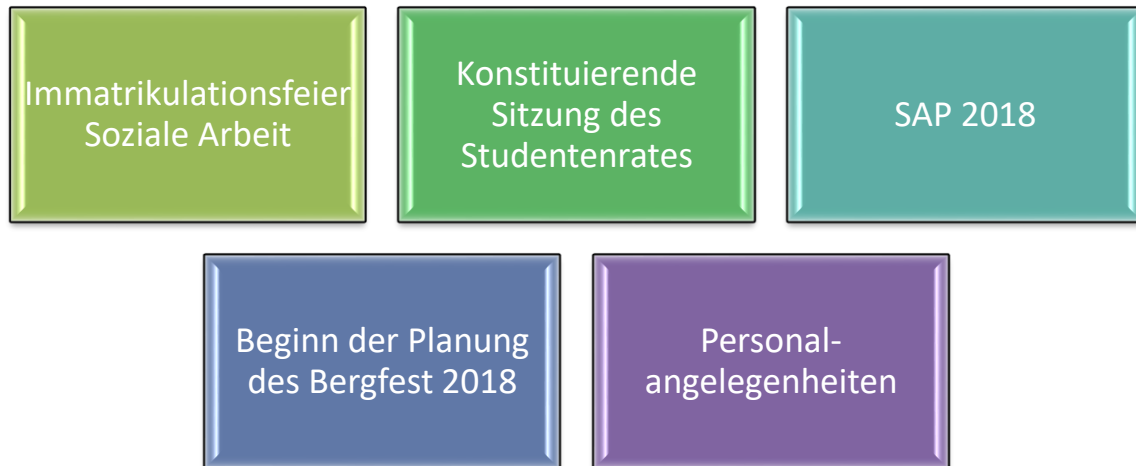 Immatrikulationsfeier
Soziale Arbeit
Konstituierende
Sitzung des
Studentenrates
SAP 2018
Beginn der Planung
des Bergfest 2018
Personal-
angelegenheiten